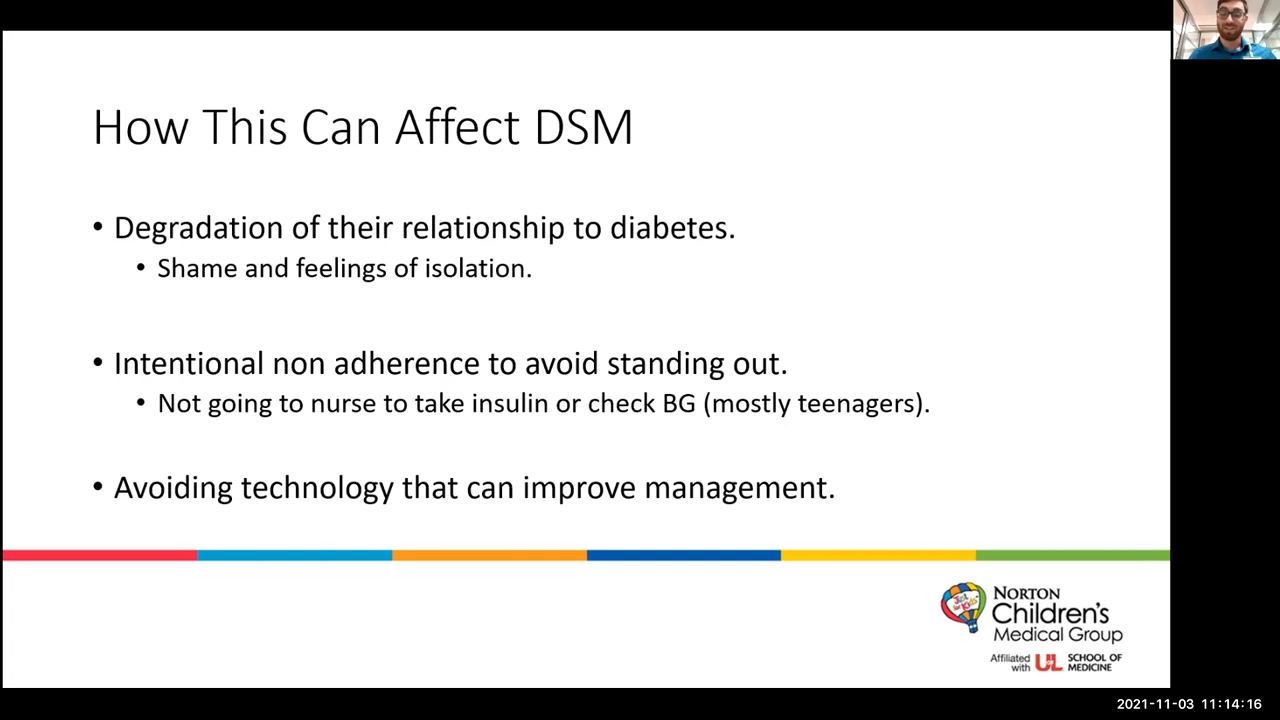 How This Can Affect DSM
• Degradation of their relationship to diabetes.
• Shame and feelings of isolation.
• Intentional non adherence to avoid standing out.
• Not going to nurse to take insulin or check BG (mostly teenagers).
• Avoiding technology that can improve management.
Just for Kids
NORTON
Children's
Medical Group
Affiliated with UL SCHOOL OF MEDICINE
2021-11-03 11:14:16